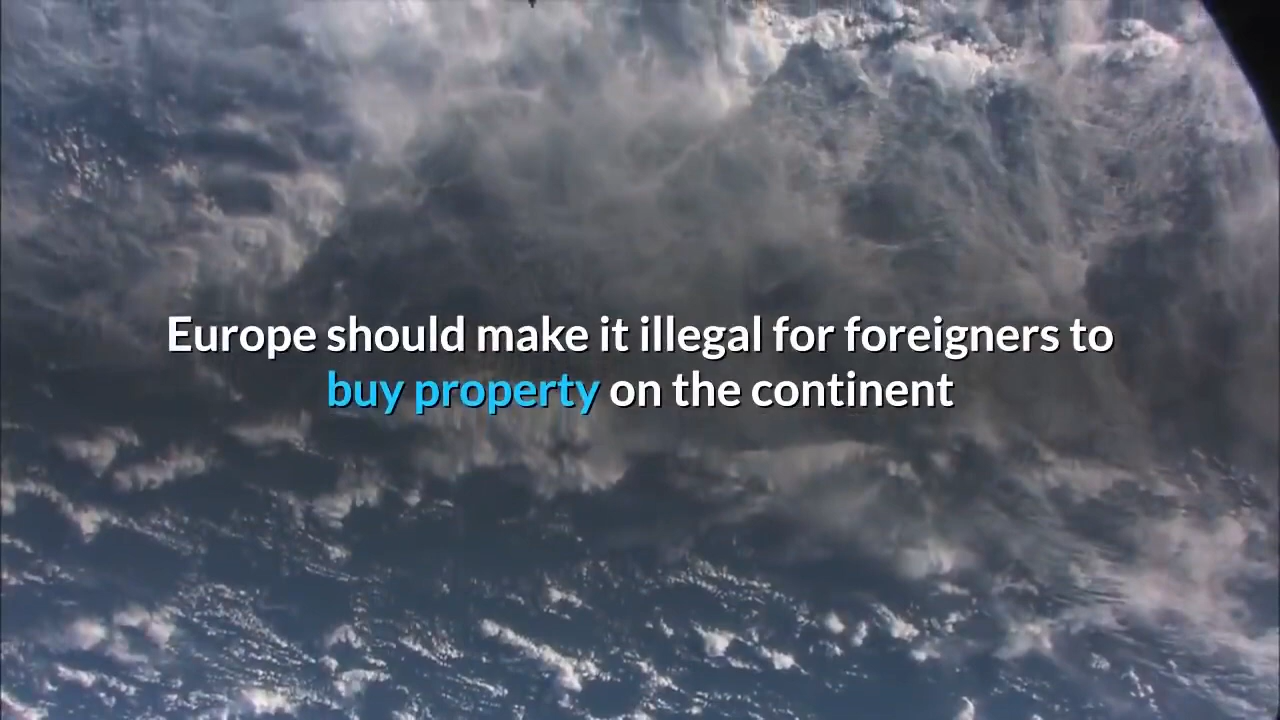 Europe should make it illegal for foreigners to
buy property on the continent